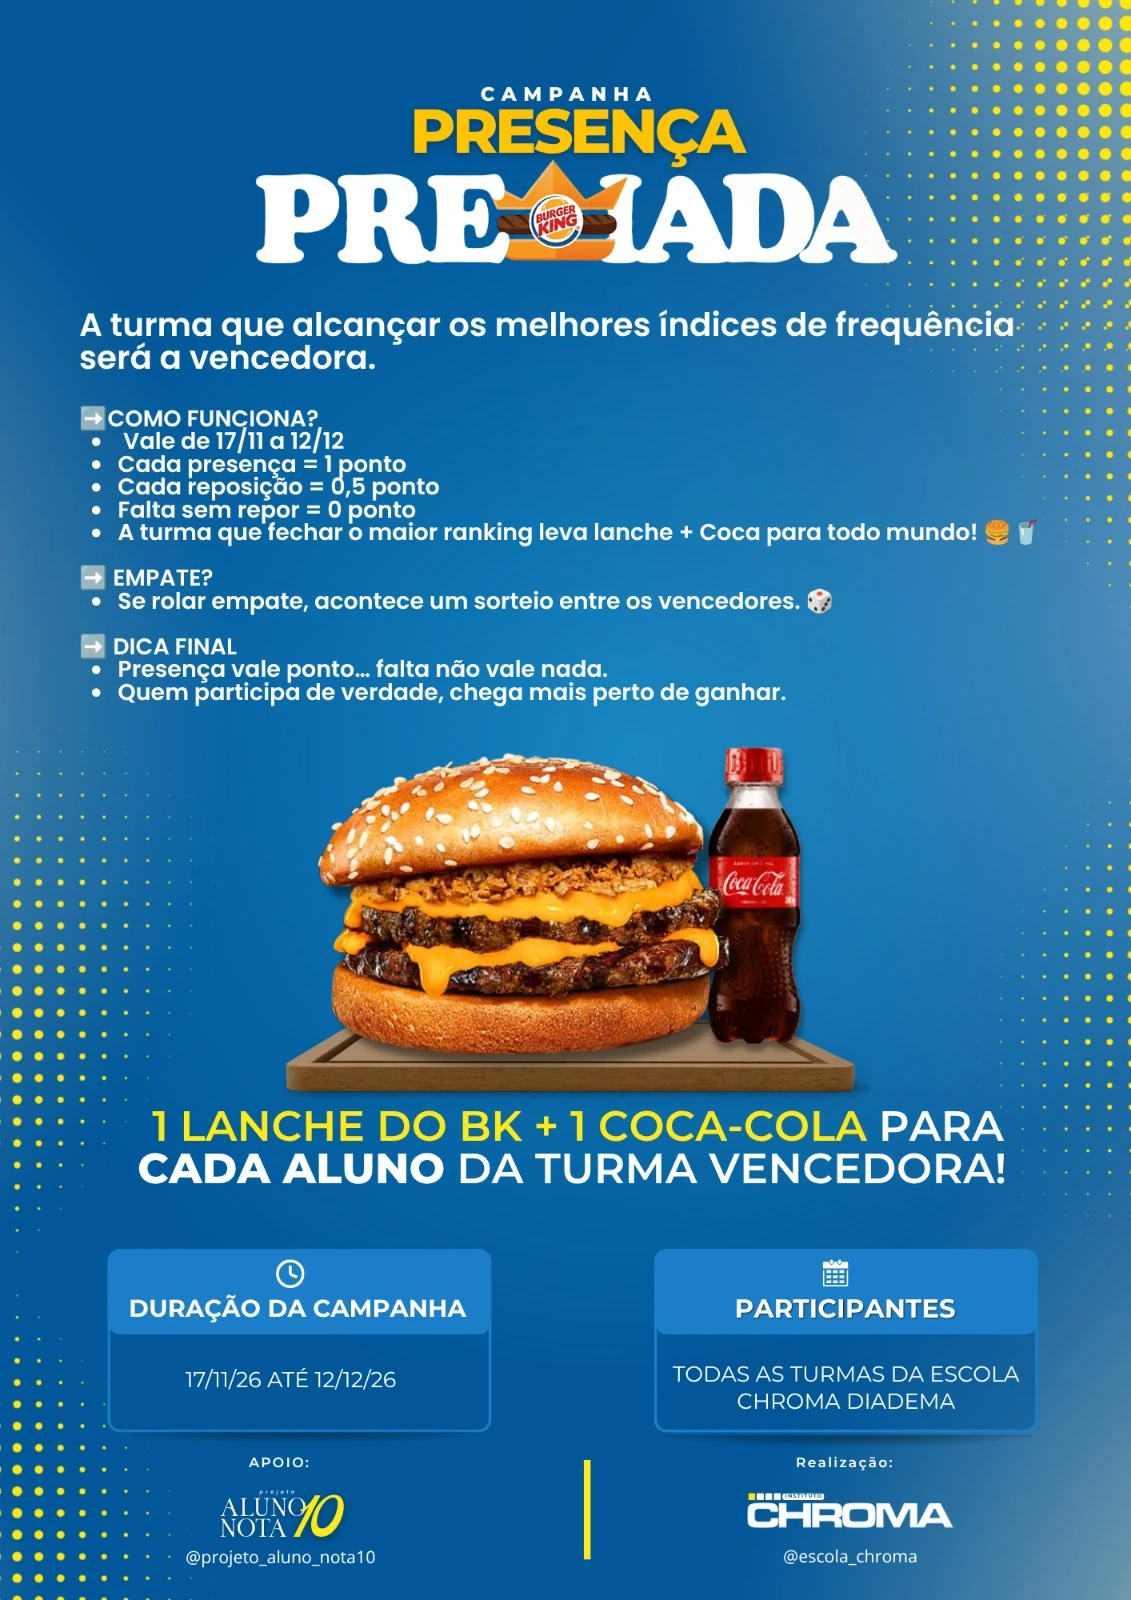 CAMPANHA
PRESENÇA
PREMIADA
BURGER
KING
A turma que alcançar os melhores índices de frequência
será a vencedora.
➡️COMO FUNCIONA?
• Vale de 17/11 a 12/12
• Cada presença = 1 ponto
• Cada reposição = 0,5 ponto
• Falta sem repor = 0 ponto
• A turma que fechar o maior ranking leva lanche + Coca para todo mundo! 🍔🥤
➡️ EMPATE?
• Se rolar empate, acontece um sorteio entre os vencedores. 🎲
➡️ DICA FINAL
• Presença vale ponto... falta não vale nada.
• Quem participa de verdade, chega mais perto de ganhar.
Coca-Cola
1 LANCHE DO BK + 1 COCA-COLA PARA
CADA ALUNO DA TURMA VENCEDORA!
DURAÇÃO DA CAMPANHA
17/11/26 ATÉ 12/12/26
PARTICIPANTES
TODAS AS TURMAS DA ESCOLA
CHROMA DIADEMA
APOIO:
projeto
ALUNO
NOTA 10
@projeto_aluno_nota10
Realização:
INSTITUTO
CHROMA
@escola_chroma